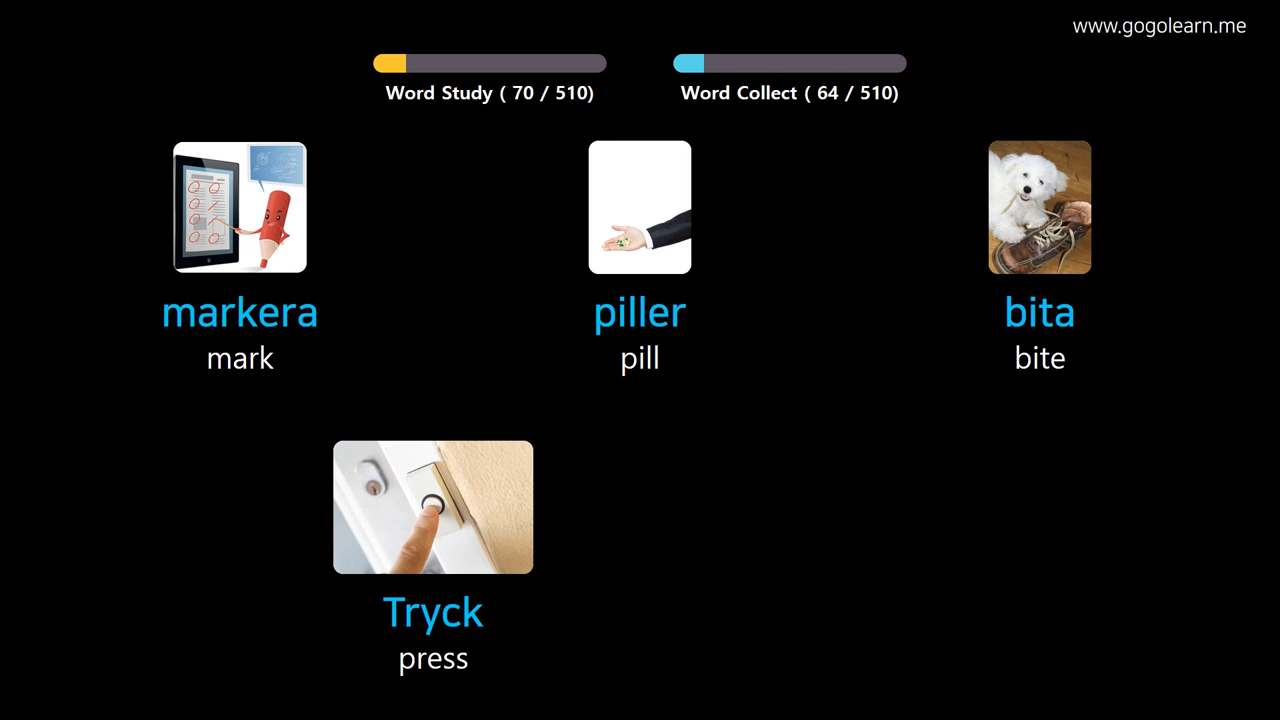 www.gogolearn.me
Word Study ( 70 / 510)
Word Collect ( 64 / 510)
markera
mark
piller
pill
bita
bite
Tryck
press